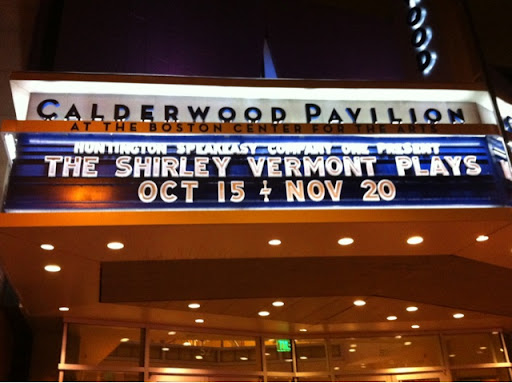 CALDERWOOD PAVILION
AT THE BOSTON CENTER FOR THE ARTS
HUNTINGTON SPEAKEASY COMPANY ONE PRESENT
THE SHIRLEY VERMONT PLAYS
OCT 15 - NOV 20